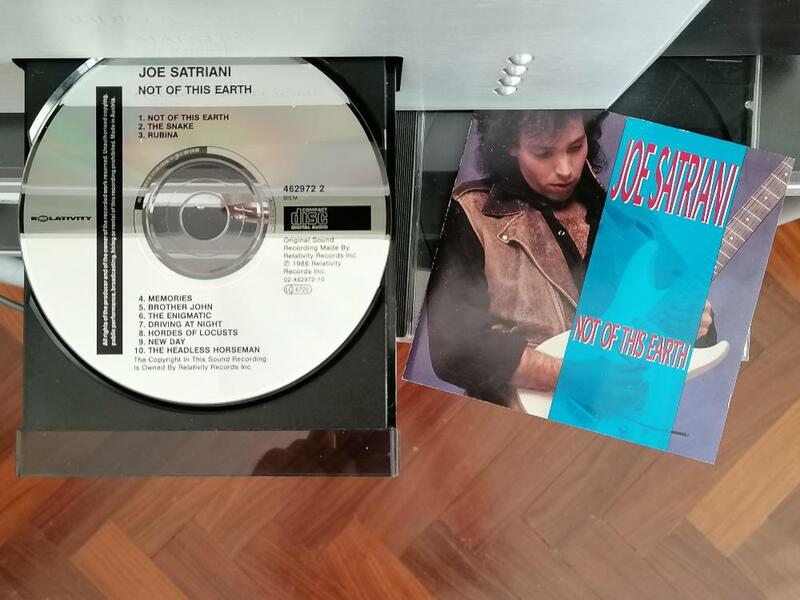 JOE SATRIANI
NOT OF THIS EARTH
1. NOT OF THIS EARTH
2. THE SNAKE
3. RUBINA
All rights of the producer and of the owner of the recorded work reserved. Unauthorised copying,
public performance, broadcasting, hiring or rental of this recording prohibited. Made in Austria.
RELATIVITY
462972 2
BIEM
COMPACT
disc
DIGITAL AUDIO
Original Sound
Recording Made By
Relativity Records Inc.
℗ 1986 Relativity
Records Inc.
02-462972-10
LC 6720
4. MEMORIES
5. BROTHER JOHN
6. THE ENIGMATIC
7. DRIVING AT NIGHT
8. HORDES OF LOCUSTS
9. NEW DAY
10. THE HEADLESS HORSEMAN
The Copyright In This Sound Recording
Is Owned By Relativity Records Inc.
JOE SATRIANI
NOT OF THIS EARTH